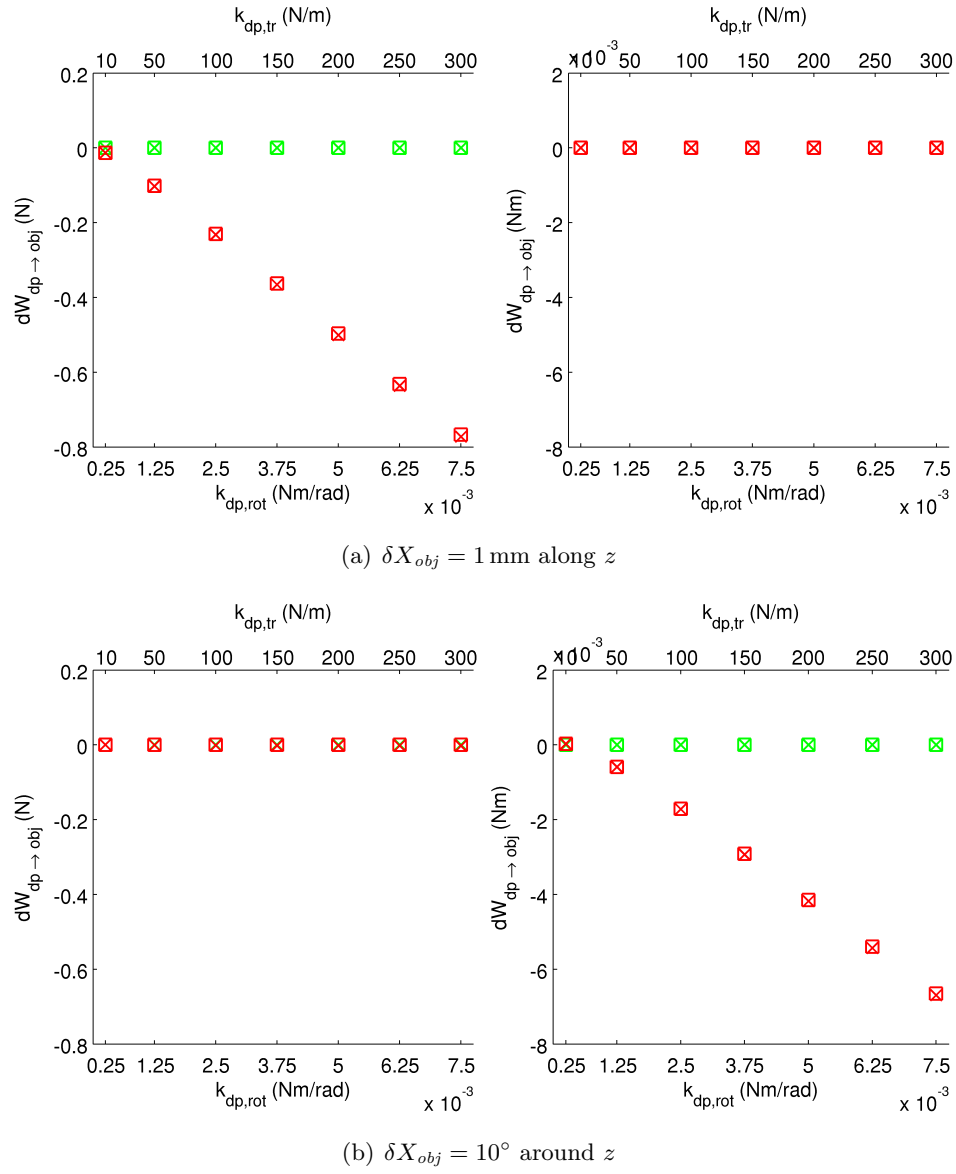 k_dp,tr (N/m)
10 50 100 150 200 250 300
0.2
0
-0.2
-0.4
-0.6
-0.8
dW_dp → obj (N)
0.25 1.25 2.5 3.75 5 6.25 7.5
k_dp,rot (Nm/rad)
x 10^-3
k_dp,tr (N/m)
x 10^-3
10 50 100 150 200 250 300
2
0
-2
-4
-6
-8
dW_dp → obj (Nm)
0.25 1.25 2.5 3.75 5 6.25 7.5
k_dp,rot (Nm/rad)
x 10^-3
(a) δX_obj = 1 mm along z
k_dp,tr (N/m)
10 50 100 150 200 250 300
0.2
0
-0.2
-0.4
-0.6
-0.8
dW_dp → obj (N)
0.25 1.25 2.5 3.75 5 6.25 7.5
k_dp,rot (Nm/rad)
x 10^-3
k_dp,tr (N/m)
x 10^-3
10 50 100 150 200 250 300
2
0
-2
-4
-6
-8
dW_dp → obj (Nm)
0.25 1.25 2.5 3.75 5 6.25 7.5
k_dp,rot (Nm/rad)
x 10^-3
(b) δX_obj = 10° around z